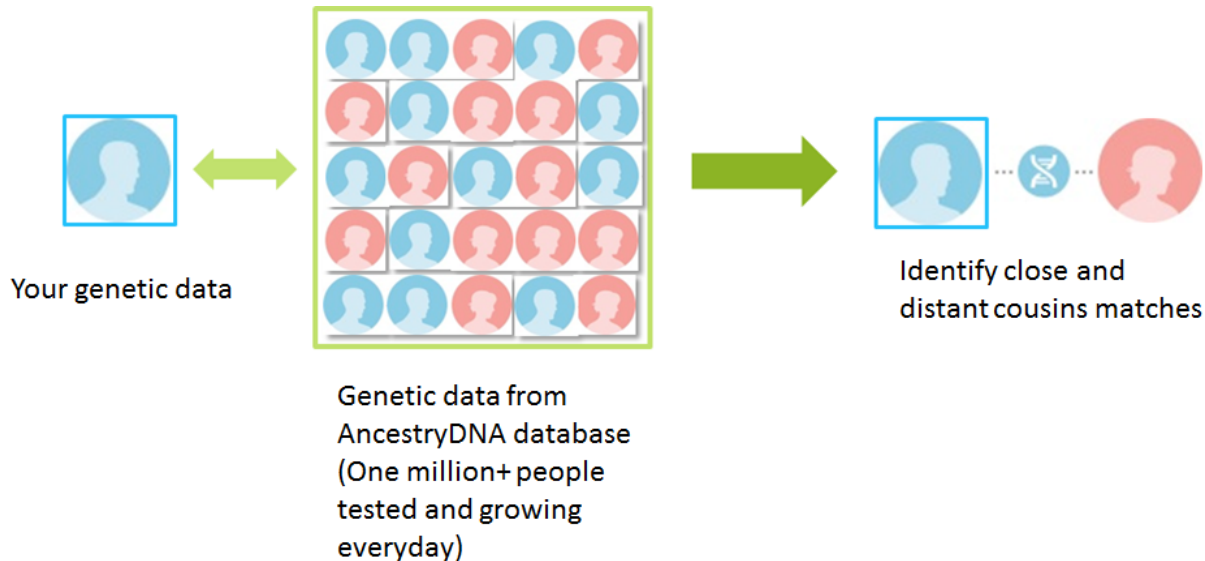 Your genetic data
Genetic data from
AncestryDNA database
(One million+ people
tested and growing
everyday)
Identify close and
distant cousins matches